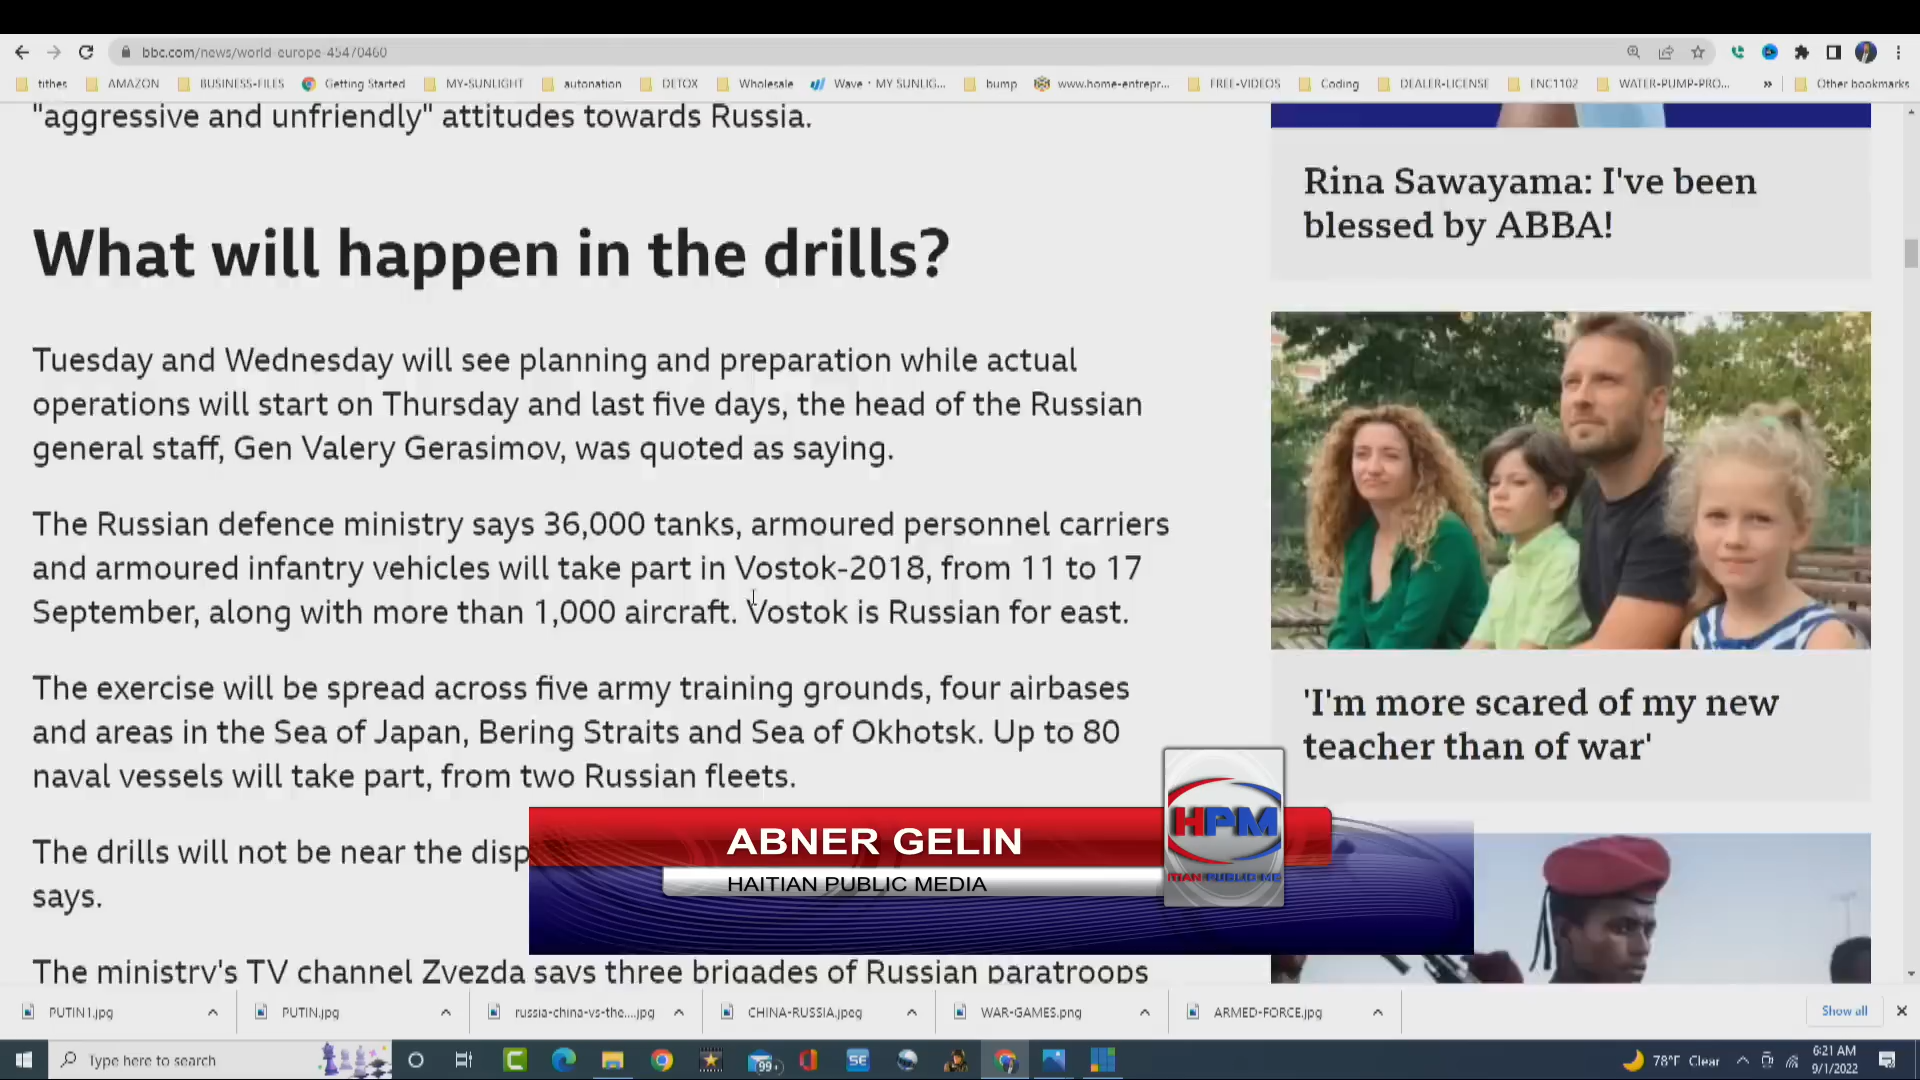 bbc.com/news/world-europe-45470460
tithes
AMAZON
BUSINESS-FILES
Getting Started
MY-SUNLIGHT
automation
DETOX
Wholesale
Wave · MY SUNLIG...
bump
www.home-entrepr...
FREE-VIDEOS
Coding
DEALER-LICENSE
ENC1102
WATER-PUMP-PRO...
»
Other bookmarks
"aggressive and unfriendly" attitudes towards Russia.
What will happen in the drills?
Tuesday and Wednesday will see planning and preparation while actual
operations will start on Thursday and last five days, the head of the Russian
general staff, Gen Valery Gerasimov, was quoted as saying.
The Russian defence ministry says 36,000 tanks, armoured personnel carriers
and armoured infantry vehicles will take part in Vostok-2018, from 11 to 17
September, along with more than 1,000 aircraft. Vostok is Russian for east.
The exercise will be spread across five army training grounds, four airbases
and areas in the Sea of Japan, Bering Straits and Sea of Okhotsk. Up to 80
naval vessels will take part, from two Russian fleets.
The drills will not be near the disp
says.
The ministry's TV channel Zvezda says three brigades of Russian paratroops
Rina Sawayama: I've been
blessed by ABBA!
'I'm more scared of my new
teacher than of war'
HPM
ITIAN PUBLIC ME
ABNER GELIN
HAITIAN PUBLIC MEDIA
PUTIN1.jpg
PUTIN.jpg
russia-china-vs-the....jpg
CHINA-RUSSIA.jpeg
WAR-GAMES.png
ARMED-FORCE.jpg
Show all
Type here to search
99+
SE
78°F Clear
6:21 AM
9/1/2022